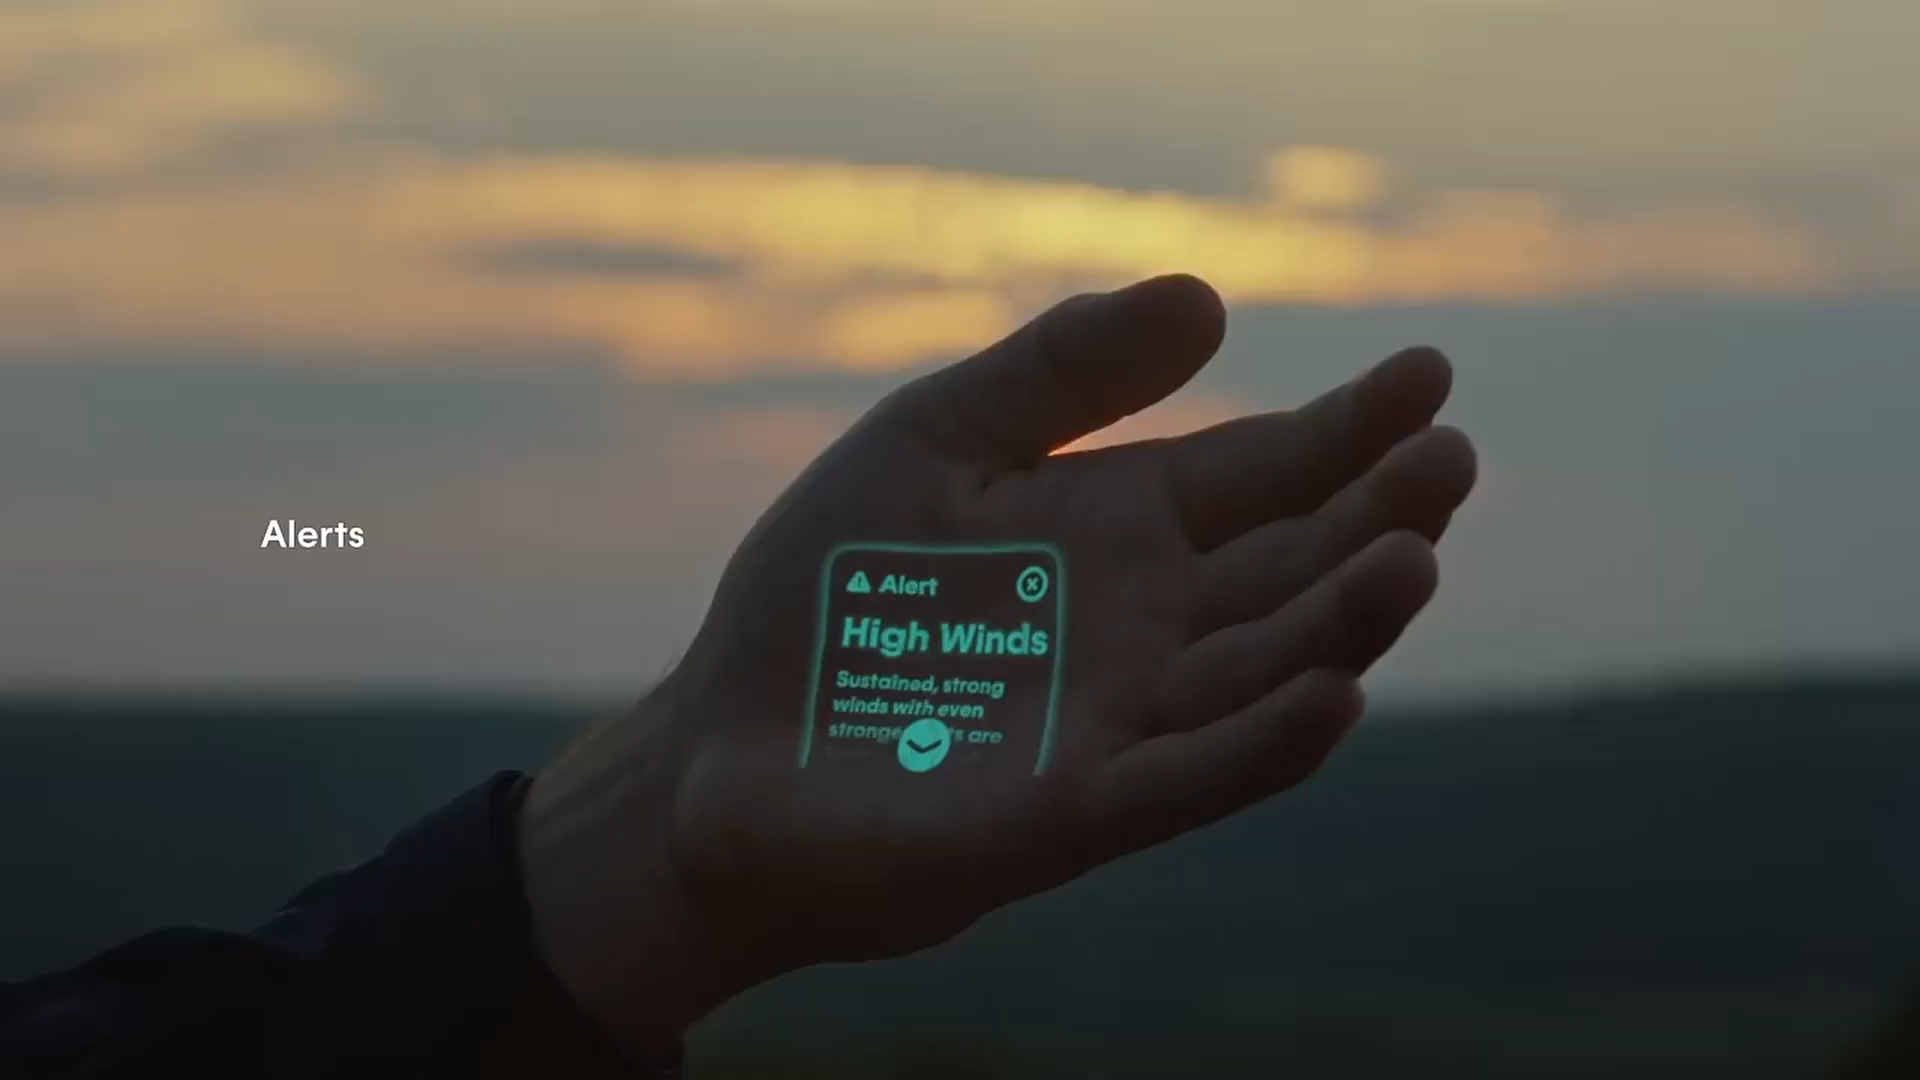 Alerts
Alert
High Winds
Sustained, strong
winds with even
are